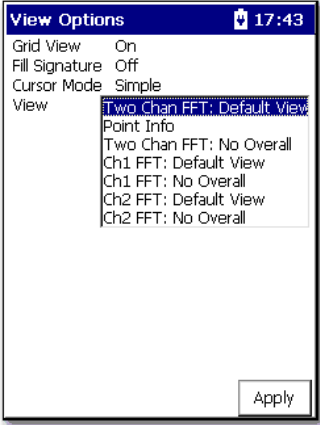 View Options 17:43
Grid View On
Fill Signature Off
Cursor Mode Simple
View Two Chan FFT: Default View
Point Info
Two Chan FFT: No Overall
Ch1 FFT: Default View
Ch1 FFT: No Overall
Ch2 FFT: Default View
Ch2 FFT: No Overall
Apply